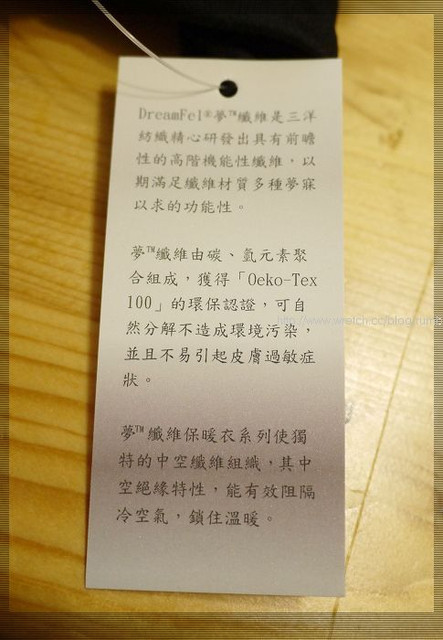 DreamFel®夢™纖維是三洋
紡織精心研發出具有前瞻
性的高階機能性纖維，以
期滿足纖維材質多種夢寐
以求的功能性。
夢™纖維由碳、氫元素聚
合組成，獲得「Oeko-Tex
100」的環保認證，可自
然分解不造成環境污染，
並且不易引起皮膚過敏症
狀。
夢™纖維保暖衣系列使獨
特的中空纖維組織，其中
空絕緣特性，能有效阻隔
冷空氣，鎖住溫暖。